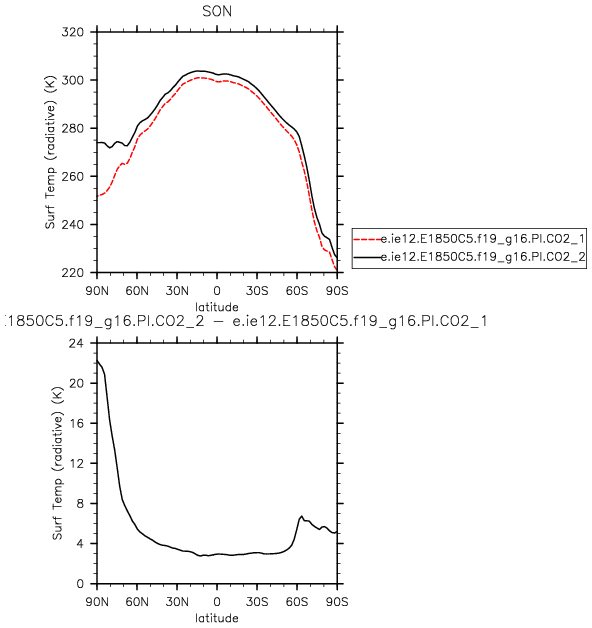 SON
320
300
280
260
240
220
Surf Temp (radiative) (K)
90N 60N 30N 0 30S 60S 90S
latitude
e.ie12.E1850C5.f19_g16.PI.CO2_1
e.ie12.E1850C5.f19_g16.PI.CO2_2
:1850C5.f19_g16.PI.CO2_2 — e.ie12.E1850C5.f19_g16.PI.CO2_1
24
20
16
12
8
4
0
Surf Temp (radiative) (K)
90N 60N 30N 0 30S 60S 90S
latitude